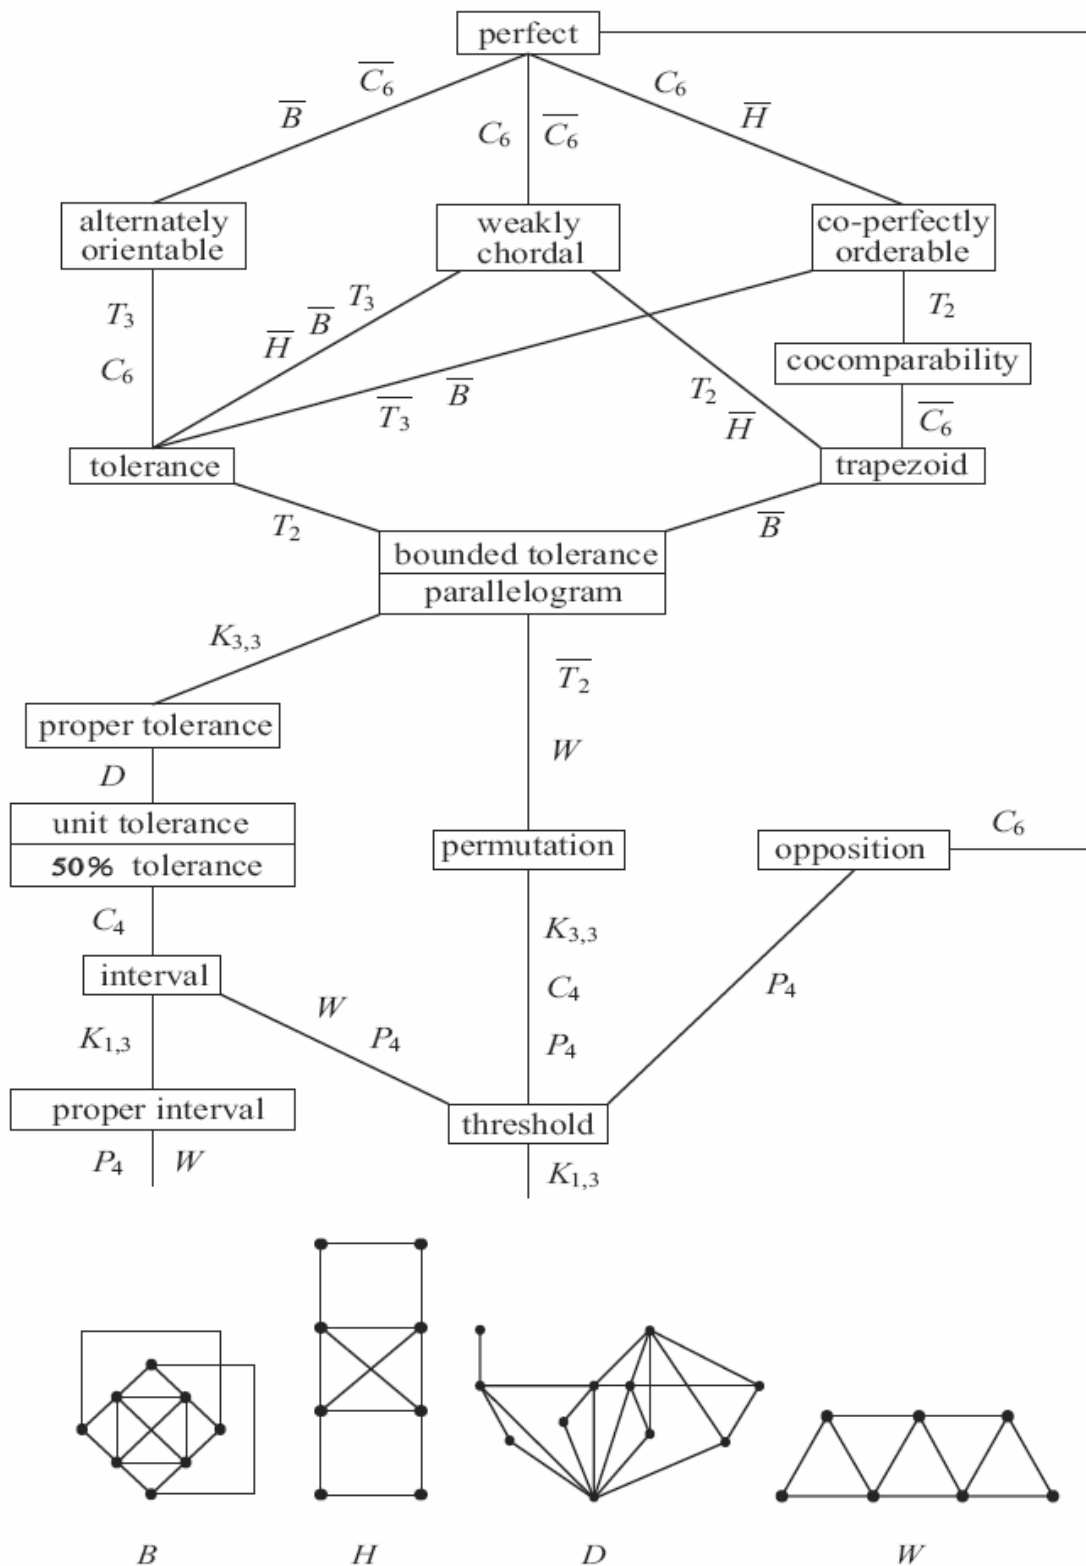 perfect
C̅₆̅
C₆
B̅
H̅
C₆ C̅₆̅
alternately
orientable
weakly
chordal
co-perfectly
orderable
T₃
T₃
T₂
B̅
H̅
cocomparability
C₆
B̅
T₂
T̅₃̅
H̅
C̅₆̅
tolerance
trapezoid
T₂
B̅
bounded tolerance
parallelogram
K₃,₃
T̅₂̅
proper tolerance
W
D
unit tolerance
50% tolerance
permutation
opposition
C₆
C₄
K₃,₃
interval
C₄
P₄
W
K₁,₃
P₄
P₄
proper interval
threshold
P₄ W
K₁,₃
B H D W